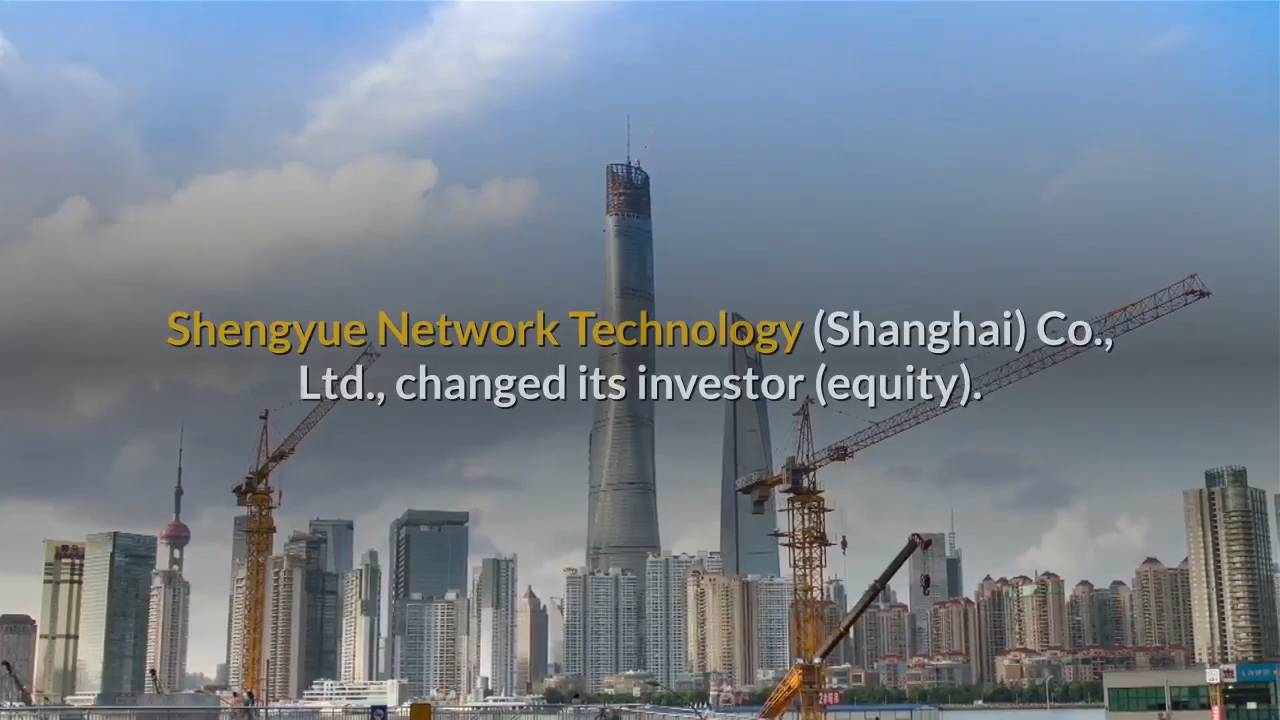 Shengyue Network Technology (Shanghai) Co.,
Ltd., changed its investor (equity).